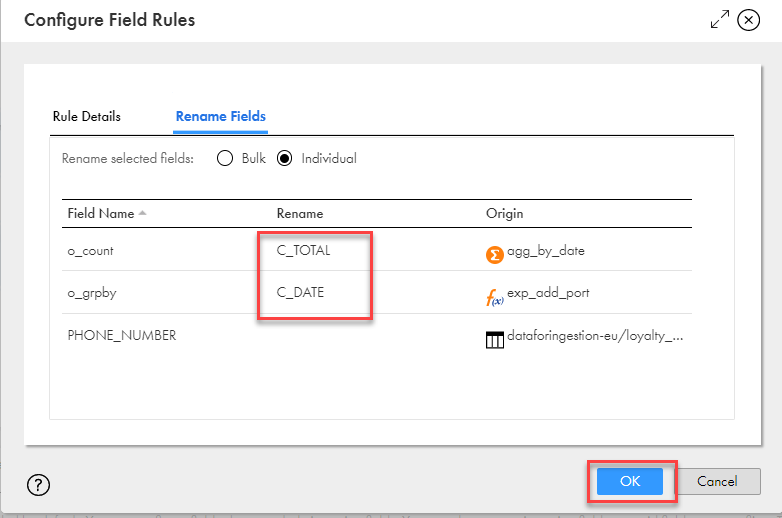 Configure Field Rules
Rule Details Rename Fields
Rename selected fields: Bulk Individual
Field Name Rename Origin
o_count C_TOTAL agg_by_date
o_grpby C_DATE exp_add_port
PHONE_NUMBER dataforingestion-eu/loyalty_...
OK Cancel